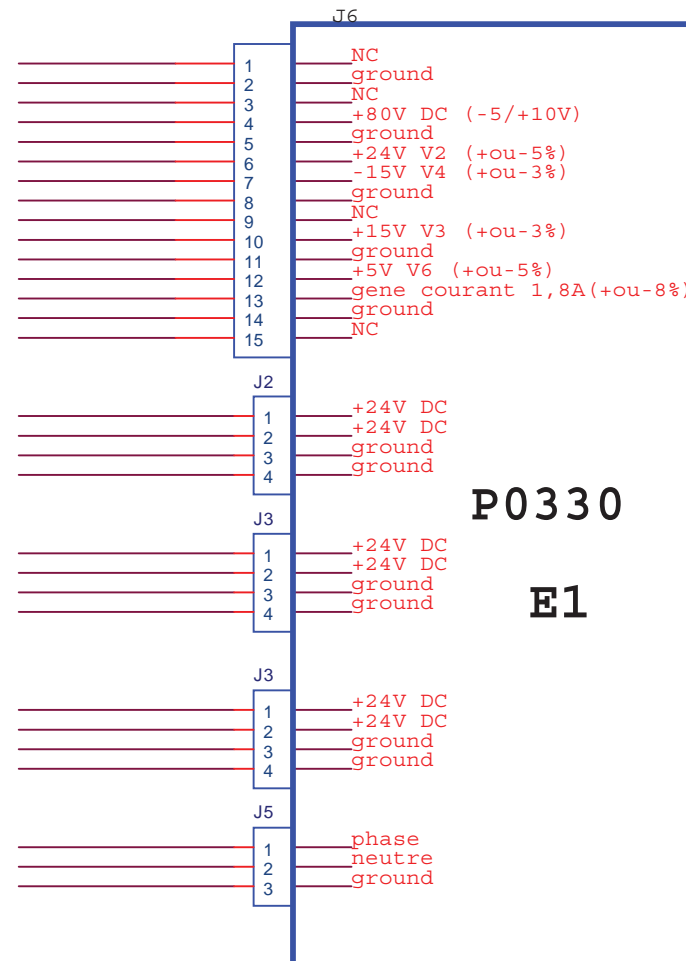 J6
1 NC
2 ground
3 NC
4 +80V DC (-5/+10V)
5 ground
6 +24V V2 (+ou-5%)
7 -15V V4 (+ou-3%)
8 ground
9 NC
10 +15V V3 (+ou-3%)
11 ground
12 +5V V6 (+ou-5%)
13 gene courant 1,8A(+ou-8%)
14 ground
15 NC
J2
1 +24V DC
2 +24V DC
3 ground
4 ground
P0330
J3
1 +24V DC
2 +24V DC
3 ground
4 ground
E1
J3
1 +24V DC
2 +24V DC
3 ground
4 ground
J5
1 phase
2 neutre
3 ground